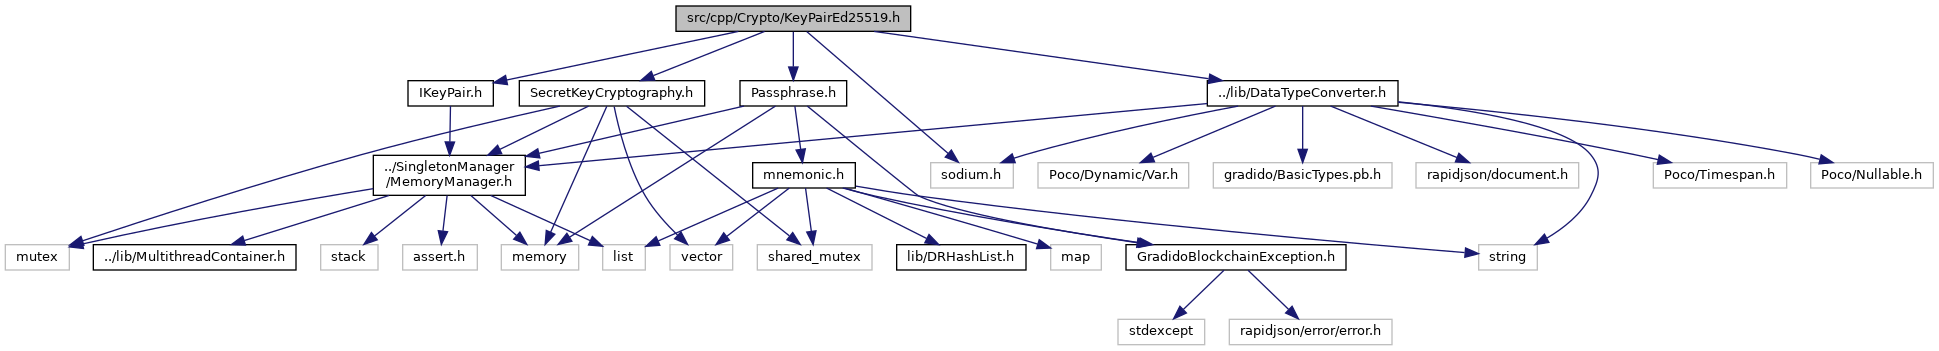 src/cpp/Crypto/KeyPairEd25519.h
IKeyPair.h
SecretKeyCryptography.h
Passphrase.h
../lib/DataTypeConverter.h
../SingletonManager
/MemoryManager.h
mnemonic.h
sodium.h
Poco/Dynamic/Var.h
gradido/BasicTypes.pb.h
rapidjson/document.h
Poco/Timespan.h
Poco/Nullable.h
mutex
../lib/MultithreadContainer.h
stack
assert.h
memory
list
vector
shared_mutex
lib/DRHashList.h
map
GradidoBlockchainException.h
string
stdexcept
rapidjson/error/error.h